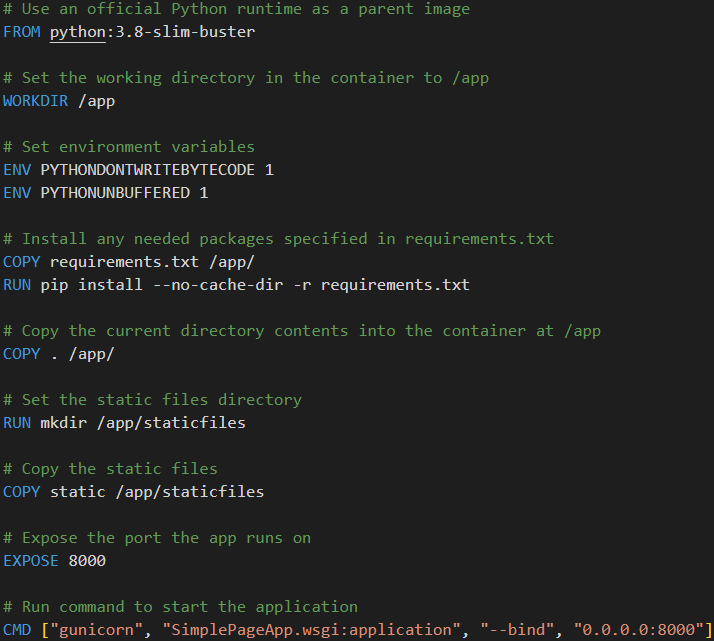 # Use an official Python runtime as a parent image
FROM python:3.8-slim-buster
# Set the working directory in the container to /app
WORKDIR /app
# Set environment variables
ENV PYTHONDONTWRITEBYTECODE 1
ENV PYTHONUNBUFFERED 1
# Install any needed packages specified in requirements.txt
COPY requirements.txt /app/
RUN pip install --no-cache-dir -r requirements.txt
# Copy the current directory contents into the container at /app
COPY . /app/
# Set the static files directory
RUN mkdir /app/staticfiles
# Copy the static files
COPY static /app/staticfiles
# Expose the port the app runs on
EXPOSE 8000
# Run command to start the application
CMD ["gunicorn", "SimplePageApp.wsgi:application", "--bind", "0.0.0.0:8000"]